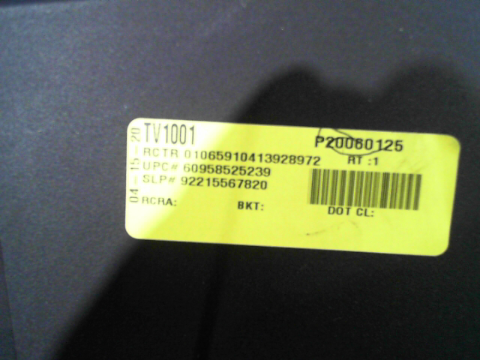 TV1001
P20060125
RCTR 01065910413928972
RT :1
UPC# 60958525239
SLP# 92215567820
RCRA:
BKT:
DOT CL:
04-15-20